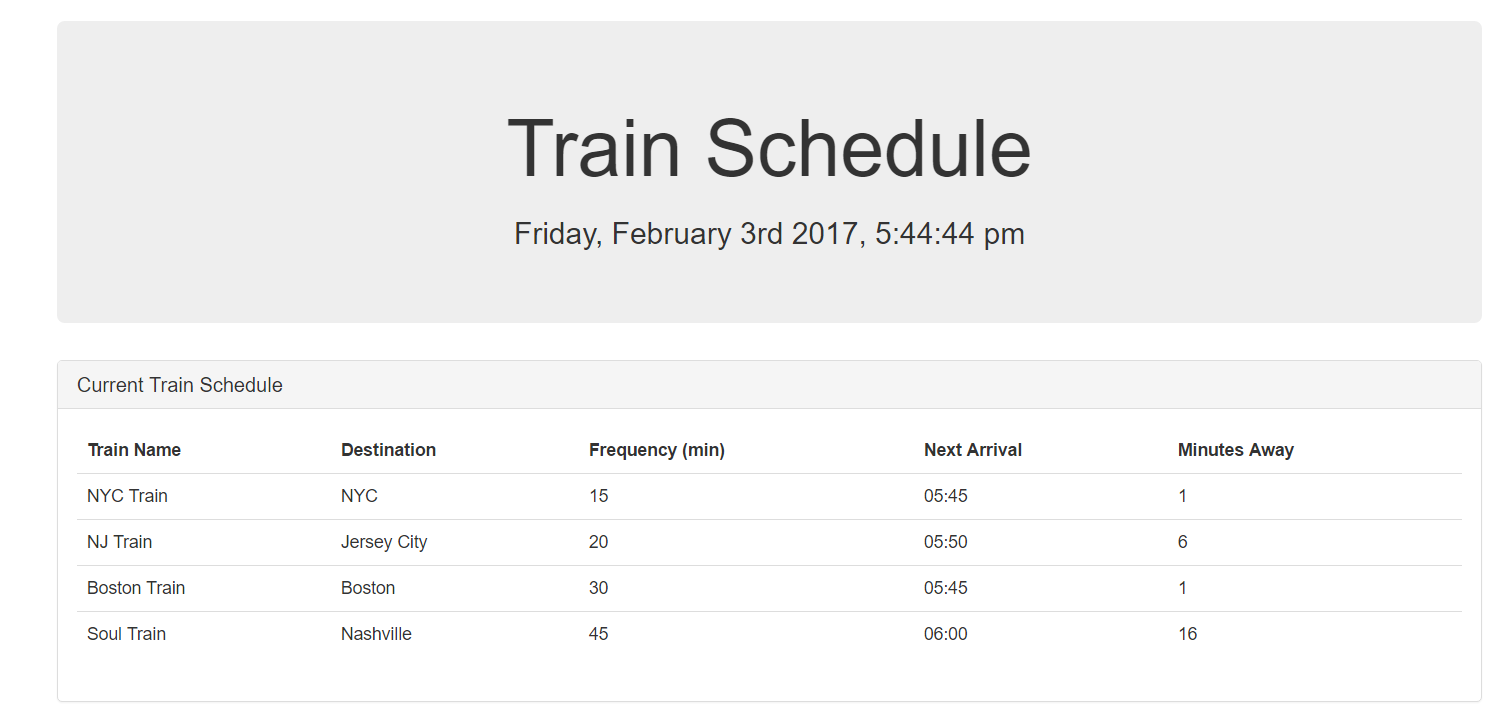 Train Schedule
Friday, February 3rd 2017, 5:44:44 pm
Current Train Schedule
Train Name Destination Frequency (min) Next Arrival Minutes Away
NYC Train NYC 15 05:45 1
NJ Train Jersey City 20 05:50 6
Boston Train Boston 30 05:45 1
Soul Train Nashville 45 06:00 16